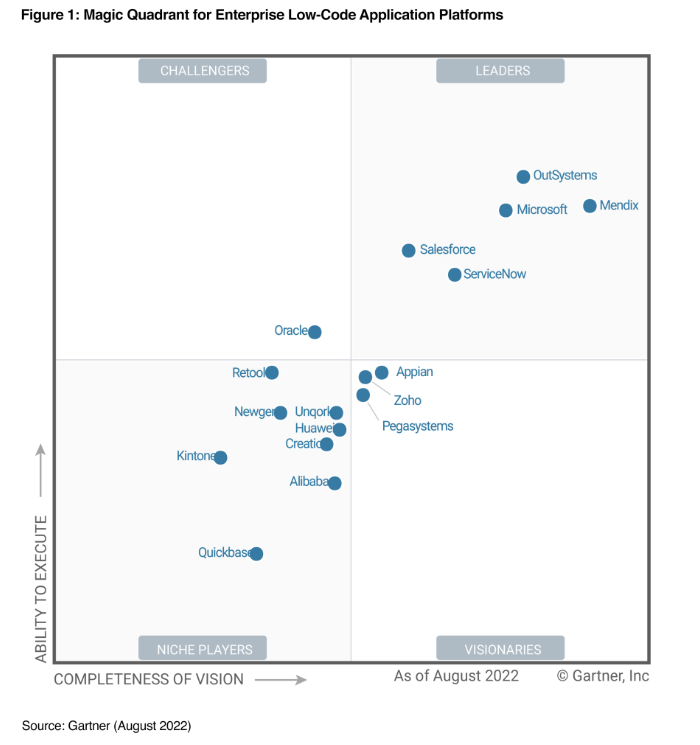 Figure 1: Magic Quadrant for Enterprise Low-Code Application Platforms
CHALLENGERS
LEADERS
OutSystems
Microsoft
Mendix
Salesforce
ServiceNow
Oracle
Retool
Appian
Zoho
Newgen
Unqork
Huawei
Pegasystems
Creatio
Kintone
Alibaba
Quickbase
NICHE PLAYERS
VISIONARIES
ABILITY TO EXECUTE
COMPLETENESS OF VISION
As of August 2022
© Gartner, Inc
Source: Gartner (August 2022)